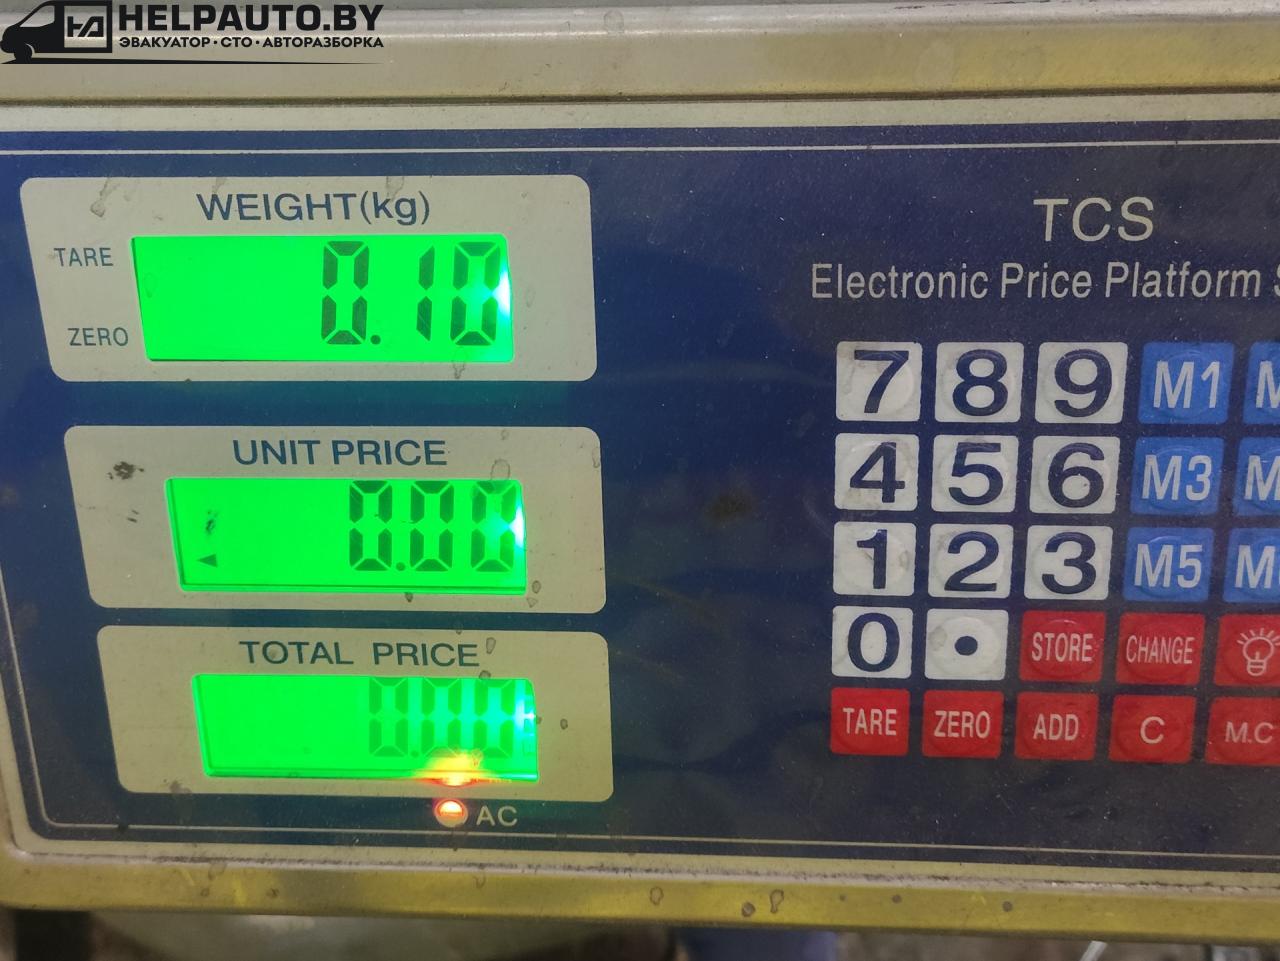 HELPAUTO.BY
ЭВАКУАТОР·СТО·АВТОРАЗБОРКА
WEIGHT(kg)
TARE
0.10
ZERO
UNIT PRICE
0.00
TOTAL PRICE
0.00
AC
TCS
Electronic Price Platform
7 8 9 M1
4 5 6 M3
1 2 3 M5
0 . STORE CHANGE
TARE ZERO ADD C M.C